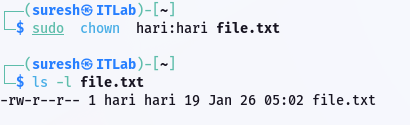 ┌──(suresh㉿ITLab)-[~]
└─$ sudo  chown  hari:hari file.txt
┌──(suresh㉿ITLab)-[~]
└─$ ls -l file.txt
-rw-r--r-- 1 hari hari 19 Jan 26 05:02 file.txt